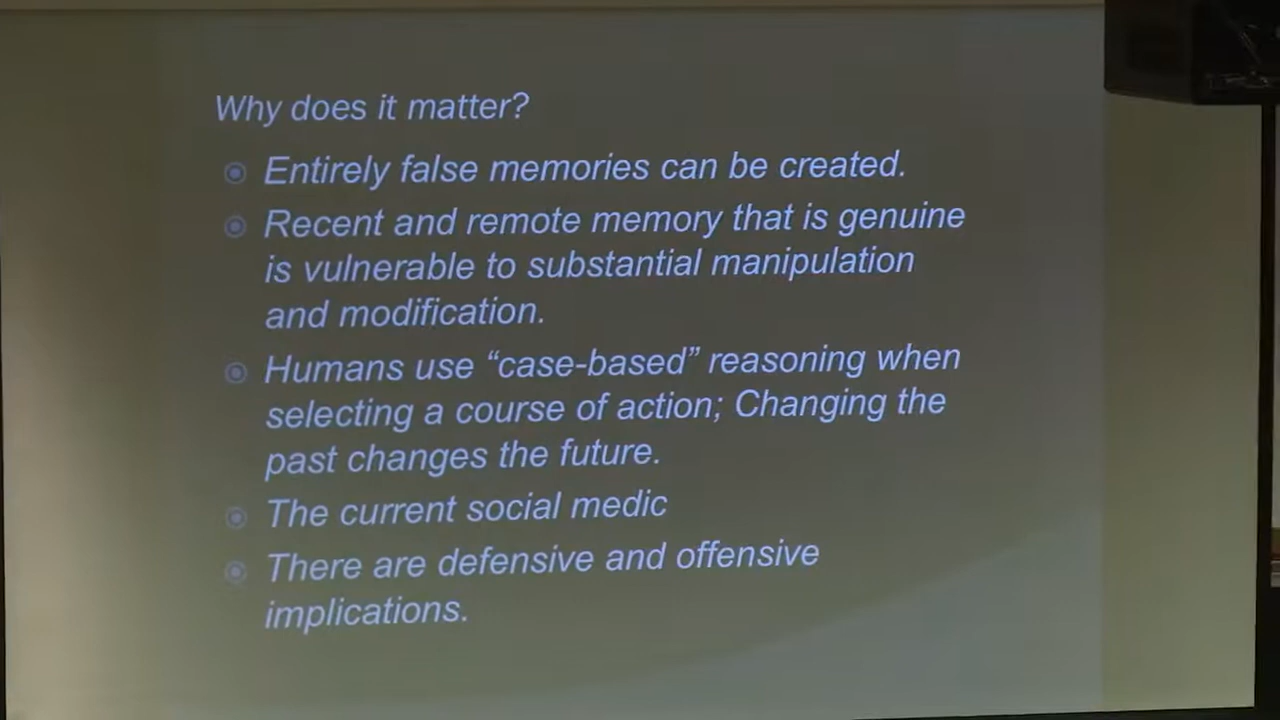 Why does it matter?
Entirely false memories can be created.
Recent and remote memory that is genuine
is vulnerable to substantial manipulation
and modification.
Humans use “case-based” reasoning when
selecting a course of action; Changing the
past changes the future.
The current social medic
There are defensive and offensive
implications.